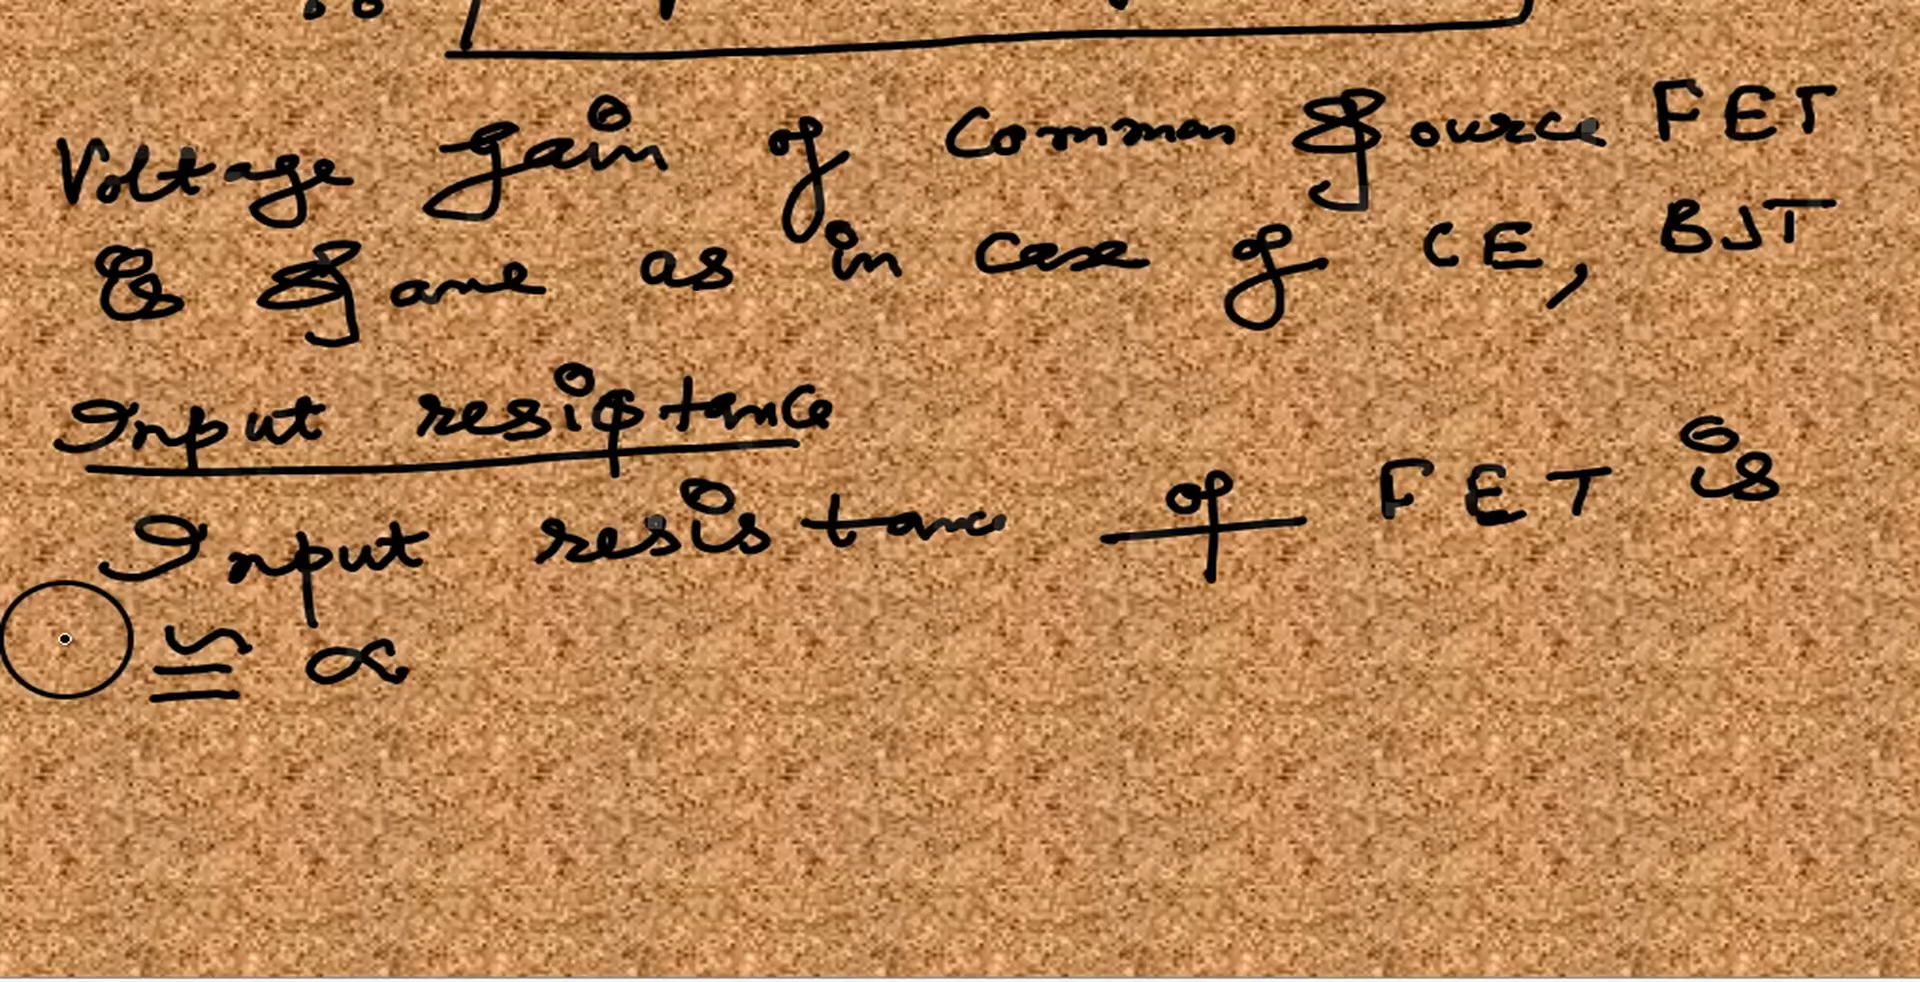 Voltage gain of Common Source FET
is Same as in case of CE, BJT
Input resistance
Input resistance of FET is
≅ ∝